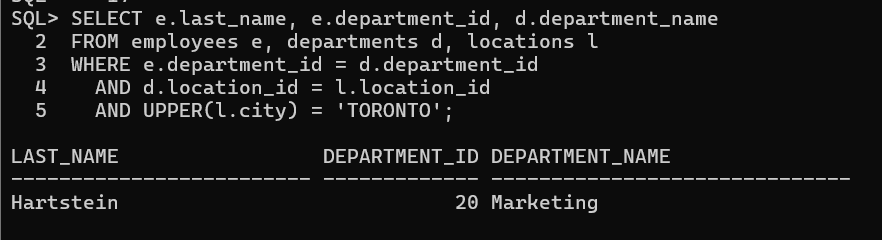 SQL> SELECT e.last_name, e.department_id, d.department_name
  2  FROM employees e, departments d, locations l
  3  WHERE e.department_id = d.department_id
  4    AND d.location_id = l.location_id
  5    AND UPPER(l.city) = 'TORONTO';

LAST_NAME                 DEPARTMENT_ID DEPARTMENT_NAME
------------------------- ------------- ------------------------------
Hartstein                            20 Marketing